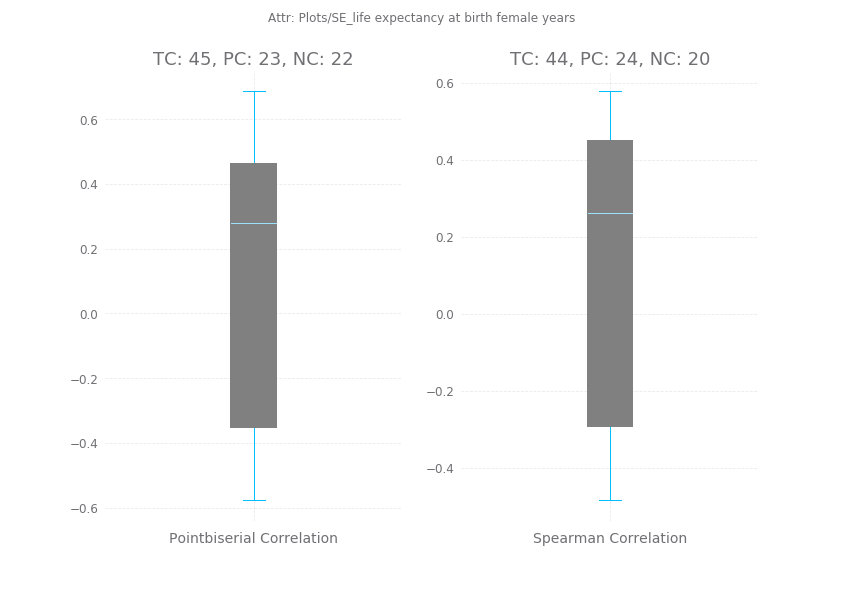 Attr: Plots/SE_life expectancy at birth female years
TC: 45, PC: 23, NC: 22
0.6
0.4
0.2
0.0
−0.2
−0.4
−0.6
Pointbiserial Correlation
TC: 44, PC: 24, NC: 20
0.6
0.4
0.2
0.0
−0.2
−0.4
Spearman Correlation